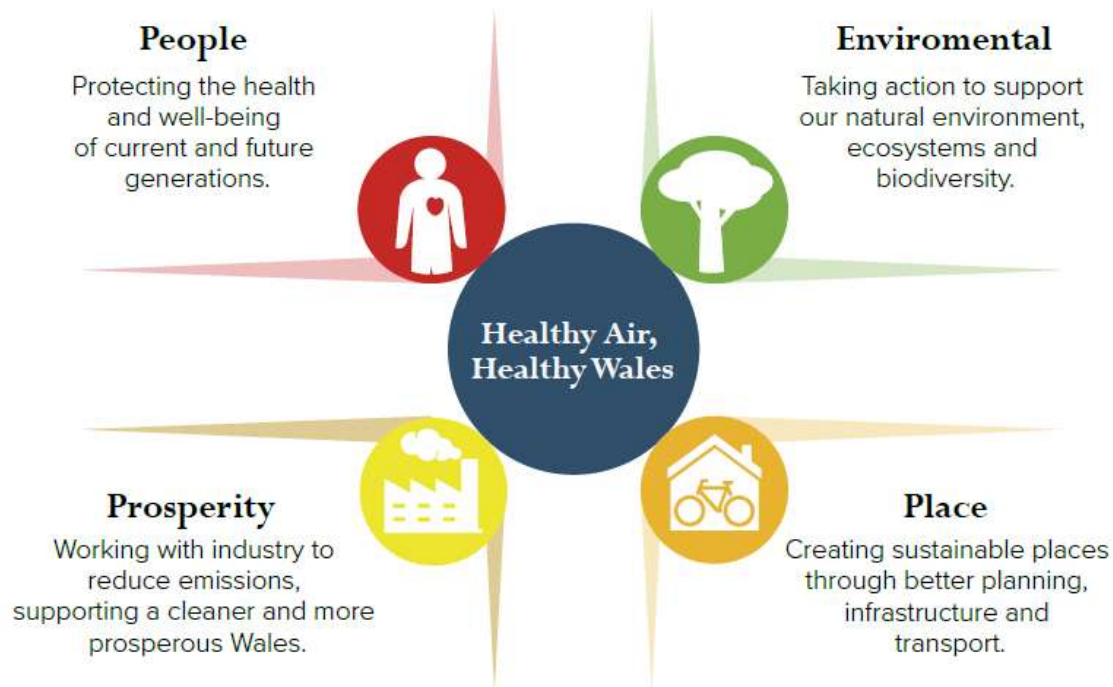 People
Protecting the health
and well-being
of current and future
generations.
Enviromental
Taking action to support
our natural environment,
ecosystems and
biodiversity.
Healthy Air,
Healthy Wales
Prosperity
Working with industry to
reduce emissions,
supporting a cleaner and more
prosperous Wales.
Place
Creating sustainable places
through better planning,
infrastructure and
transport.